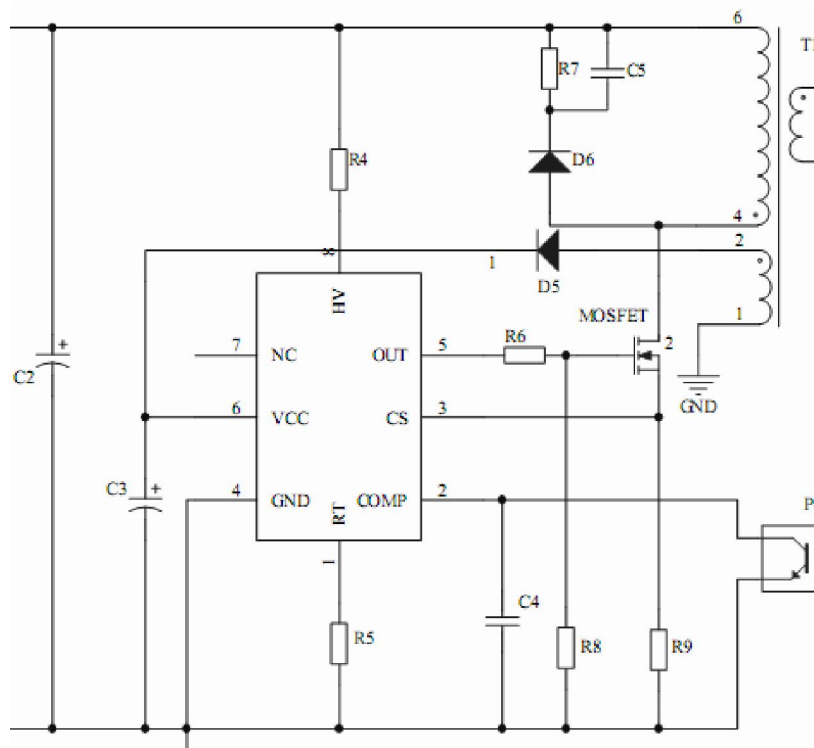 6
T1
R7
C5
R4
D6
4
8
2
1
D5
HV
MOSFET
1
7
NC
OUT
5
R6
2
C2
+
GND
6
VCC
CS
3
C3
+
4
GND
RT
COMP
2
P
1
C4
R5
R8
R9